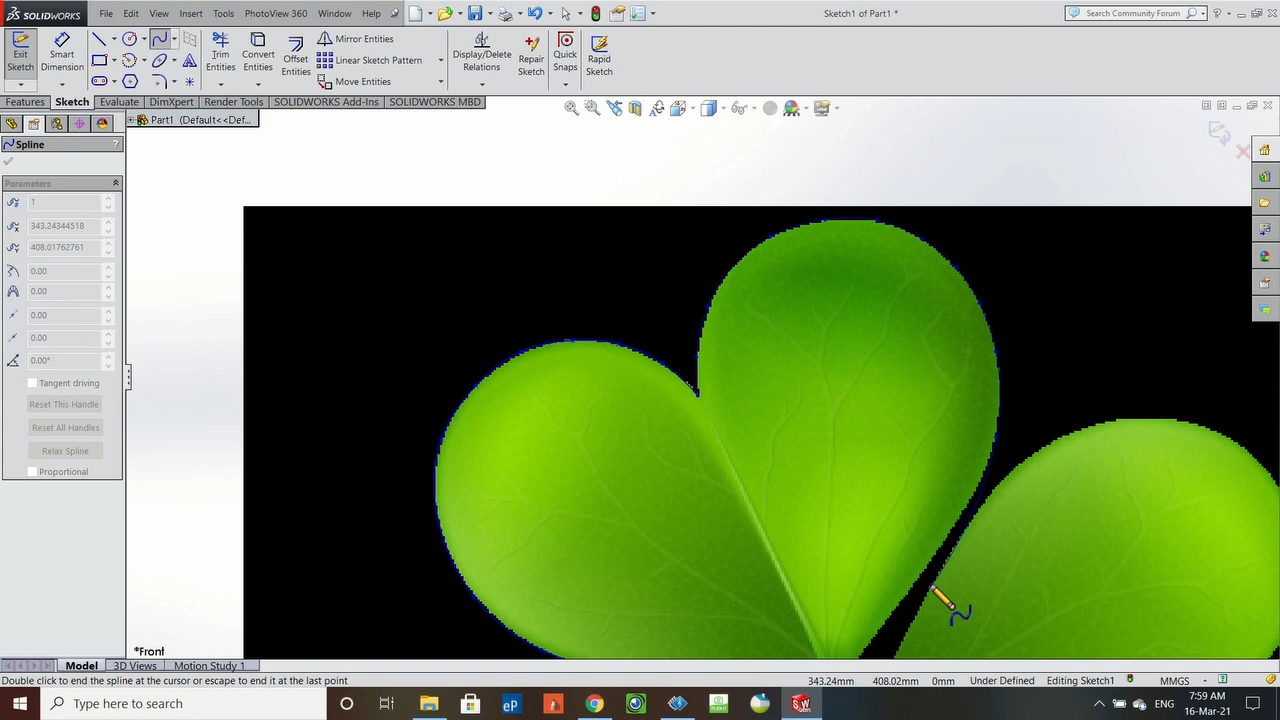 SOLIDWORKS
File Edit View Insert Tools PhotoView 360 Window Help
Sketch1 of Part1 *
Search Community Forum
Exit Sketch
Smart Dimension
Trim Entities
Convert Entities
Offset Entities
Mirror Entities
Linear Sketch Pattern
Move Entities
Display/Delete Relations
Repair Sketch
Quick Snaps
Rapid Sketch
Features Sketch Evaluate DimXpert Render Tools SOLIDWORKS Add-Ins SOLIDWORKS MBD
Part1 (Default<<Def...
Spline ?
Parameters
1
343.24344518
408.01762761
0.00
0.00
0.00
0.00
0.00°
Tangent driving
Reset This Handle
Reset All Handles
Relax Spline
Proportional
*Front
Model 3D Views Motion Study 1
Double click to end the spline at the cursor or escape to end it at the last point
343.24mm 408.02mm 0mm Under Defined Editing Sketch1 MMGS
Type here to search
ENG
7:59 AM
16-Mar-21